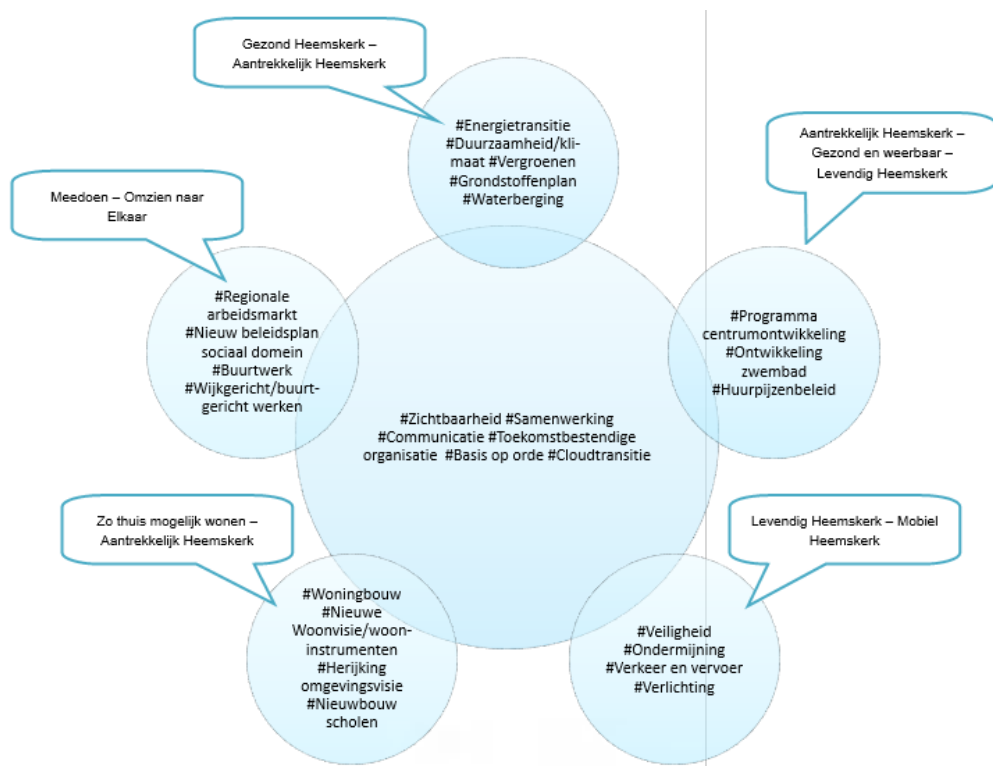 Gezond Heemskerk –
Aantrekkelijk Heemskerk
#Energietransitie
#Duurzaamheid/kli-
maat #Vergroenen
#Grondstoffenplan
#Waterberging
Aantrekkelijk Heemskerk –
Gezond en weerbaar –
Levendig Heemskerk
Meedoen – Omzien naar
Elkaar
#Regionale
arbeidsmarkt
#Nieuw beleidsplan
sociaal domein
#Buurtwerk
#Wijkgericht/buurt-
gericht werken
#Programma
centrumontwikkeling
#Ontwikkeling
zwembad
#Huurpijzenbeleid
#Zichtbaarheid #Samenwerking
#Communicatie #Toekomstbestendige
organisatie #Basis op orde #Cloudtransitie
Zo thuis mogelijk wonen –
Aantrekkelijk Heemskerk
Levendig Heemskerk – Mobiel
Heemskerk
#Woningbouw
#Nieuwe
Woonvisie/woon-
instrumenten
#Herijking
omgevingsvisie
#Nieuwbouw
scholen
#Veiligheid
#Ondermijning
#Verkeer en vervoer
#Verlichting